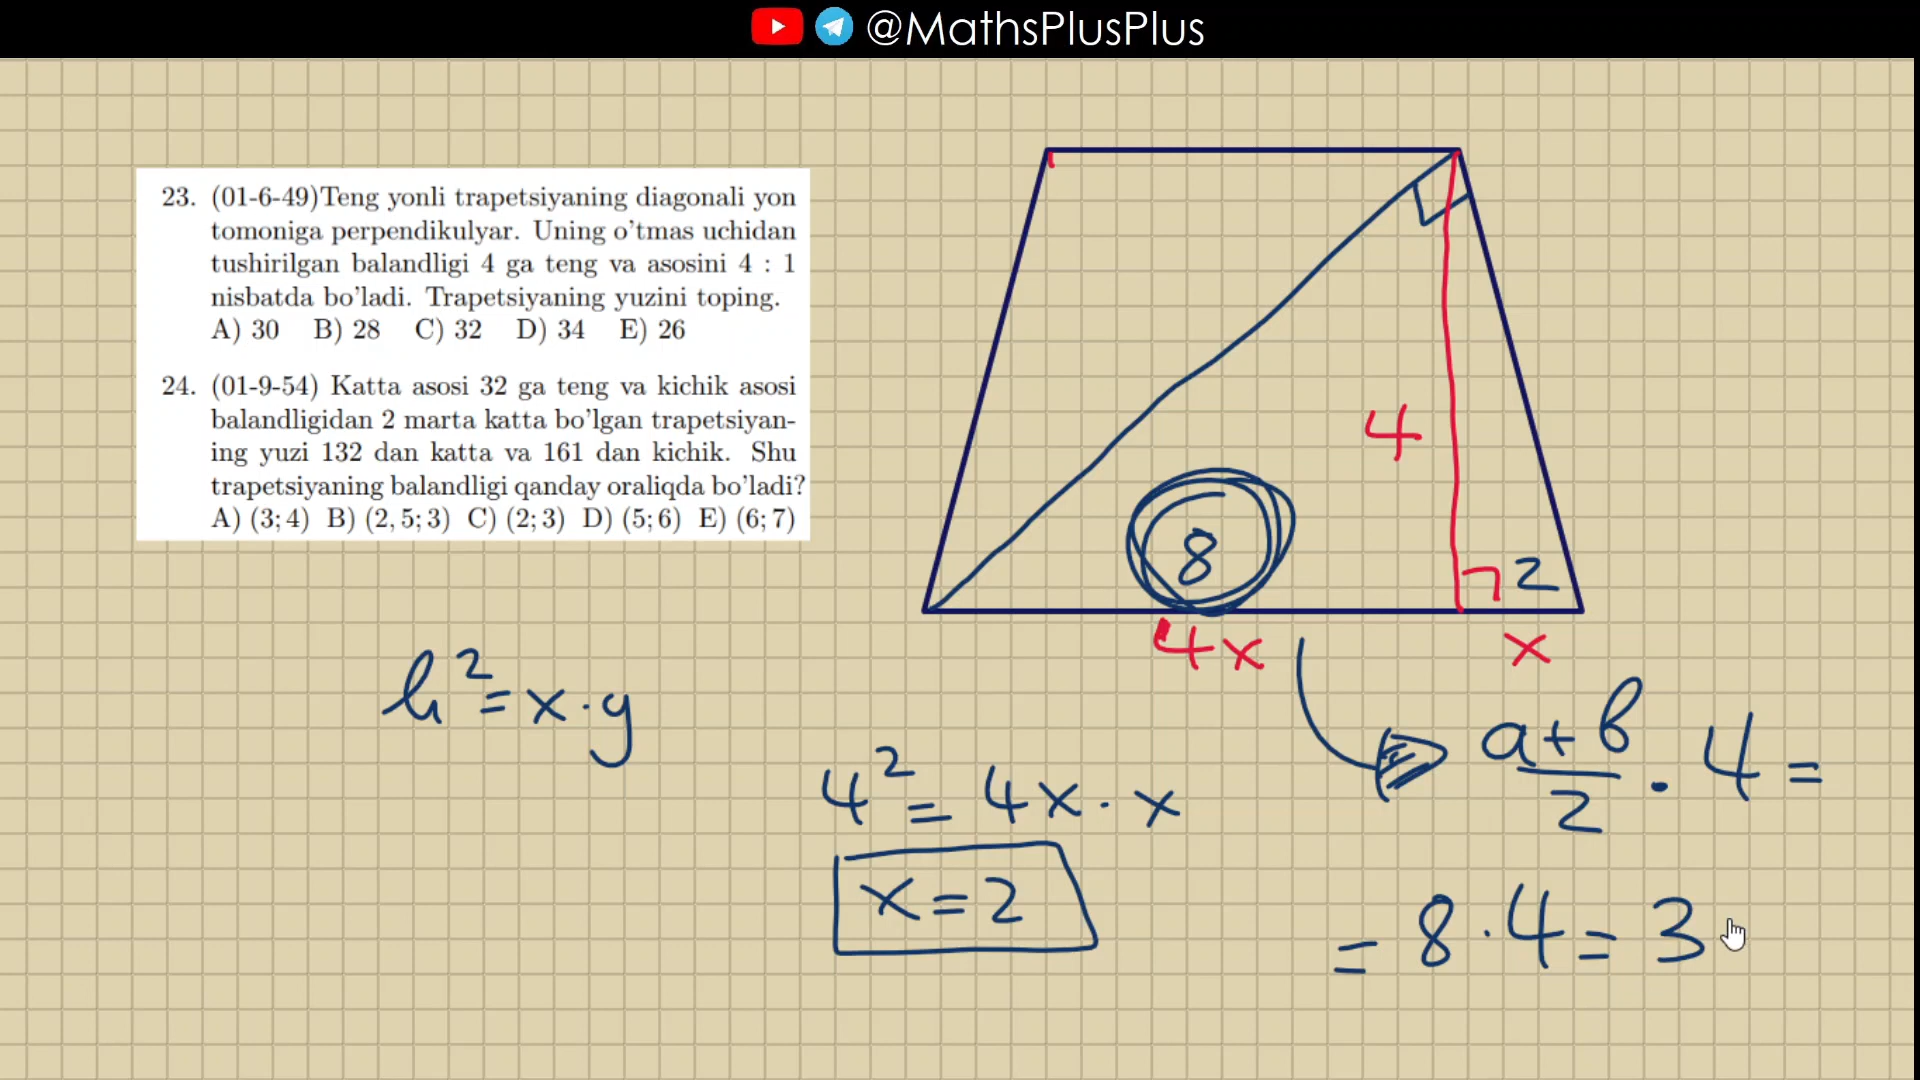 @MathsPlusPlus
23. (01-6-49)Teng yonli trapetsiyaning diagonali yon
tomoniga perpendikulyar. Uning o'tmas uchidan
tushirilgan balandligi 4 ga teng va asosini 4 : 1
nisbatda bo'ladi. Trapetsiyaning yuzini toping.
A) 30 B) 28 C) 32 D) 34 E) 26
24. (01-9-54) Katta asosi 32 ga teng va kichik asosi
balandligidan 2 marta katta bo'lgan trapetsiyan-
ing yuzi 132 dan katta va 161 dan kichik. Shu
trapetsiyaning balandligi qanday oraliqda bo'ladi?
A) (3; 4) B) (2, 5; 3) C) (2; 3) D) (5; 6) E) (6; 7)
4
8
2
4x
x
h² = x · y
4² = 4x · x
x = 2
a + b
2
· 4 =
= 8 · 4 = 3